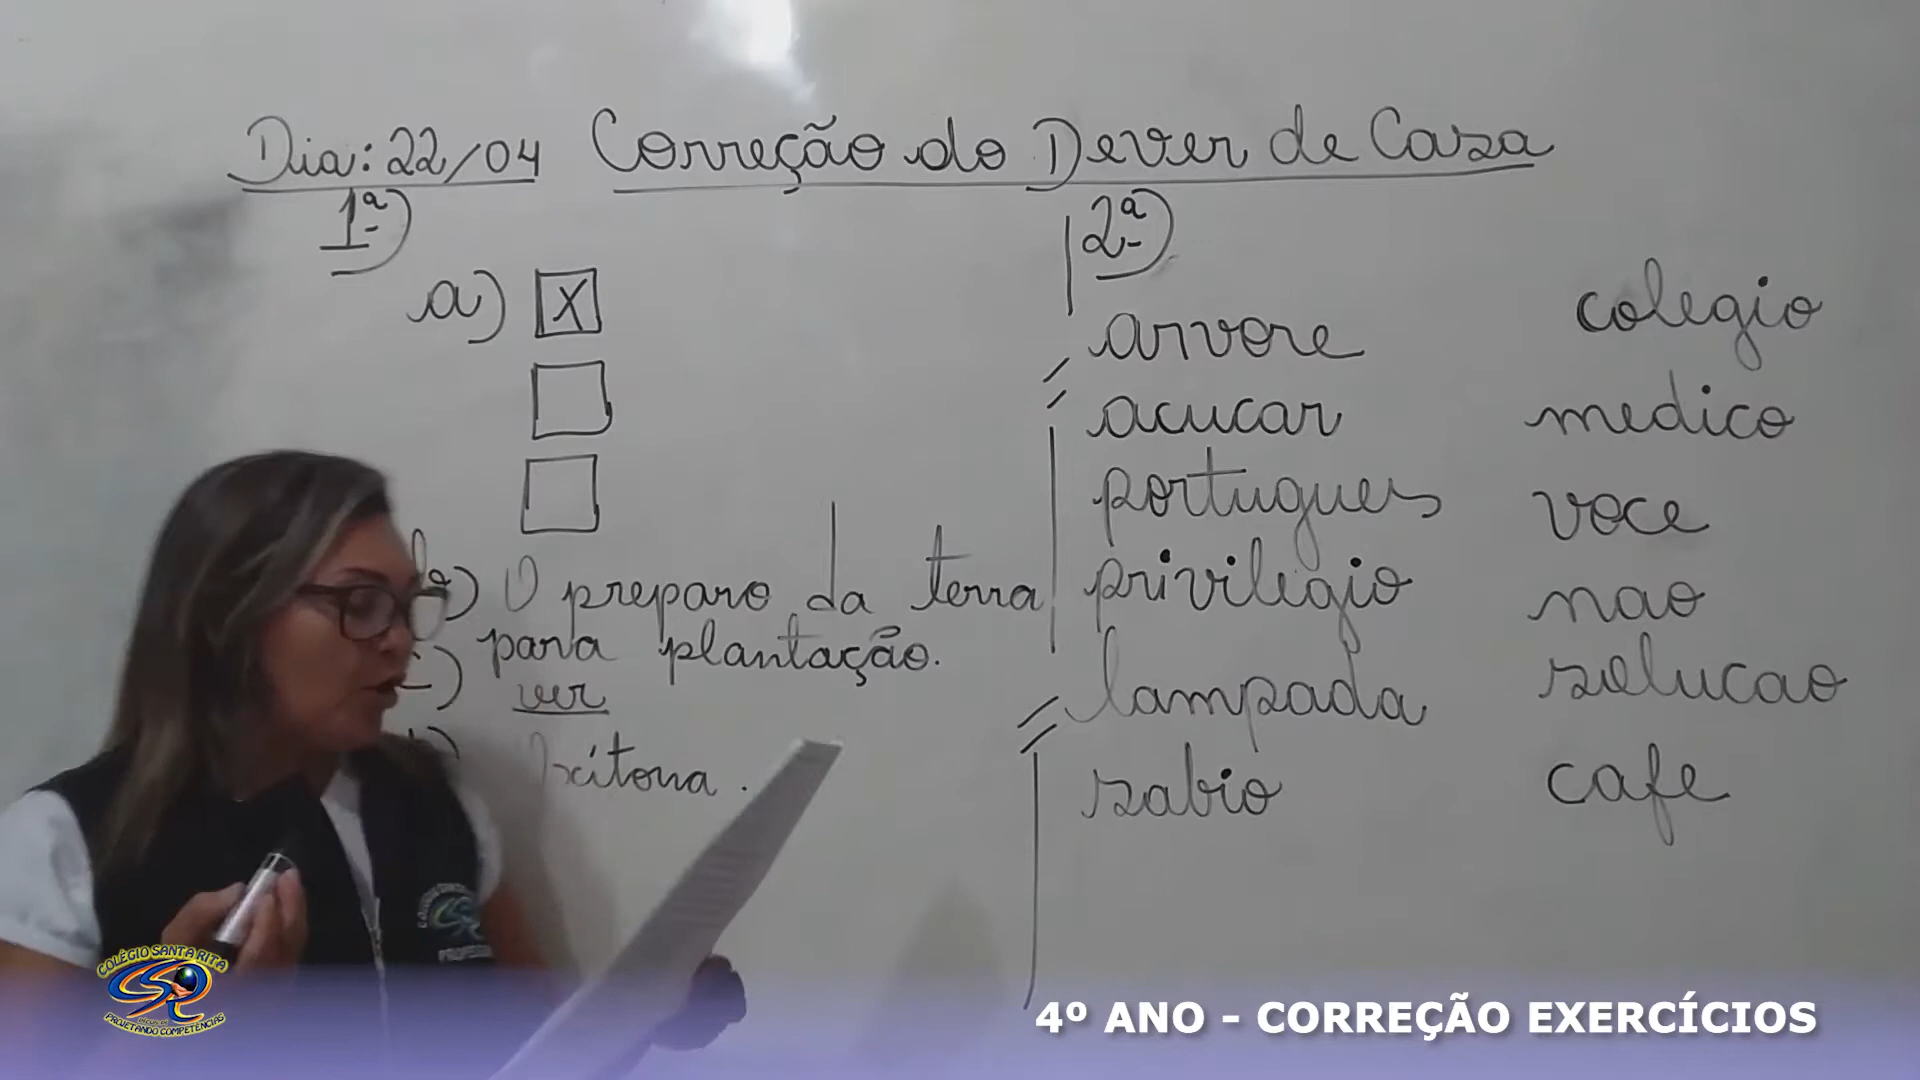 Dia: 22/04 Correção do Dever de Casa
1ª)
a) X
b) O preparo da terra
para plantação.
ver
Oxítona.
2ª)
arvore
acucar
portugues
privilegio
lampada
sabio
colegio
medico
voce
nao
solucao
cafe
COLÉGIO SANTA RITA
PROJETANDO COMPETÊNCIAS
4º ANO - CORREÇÃO EXERCÍCIOS